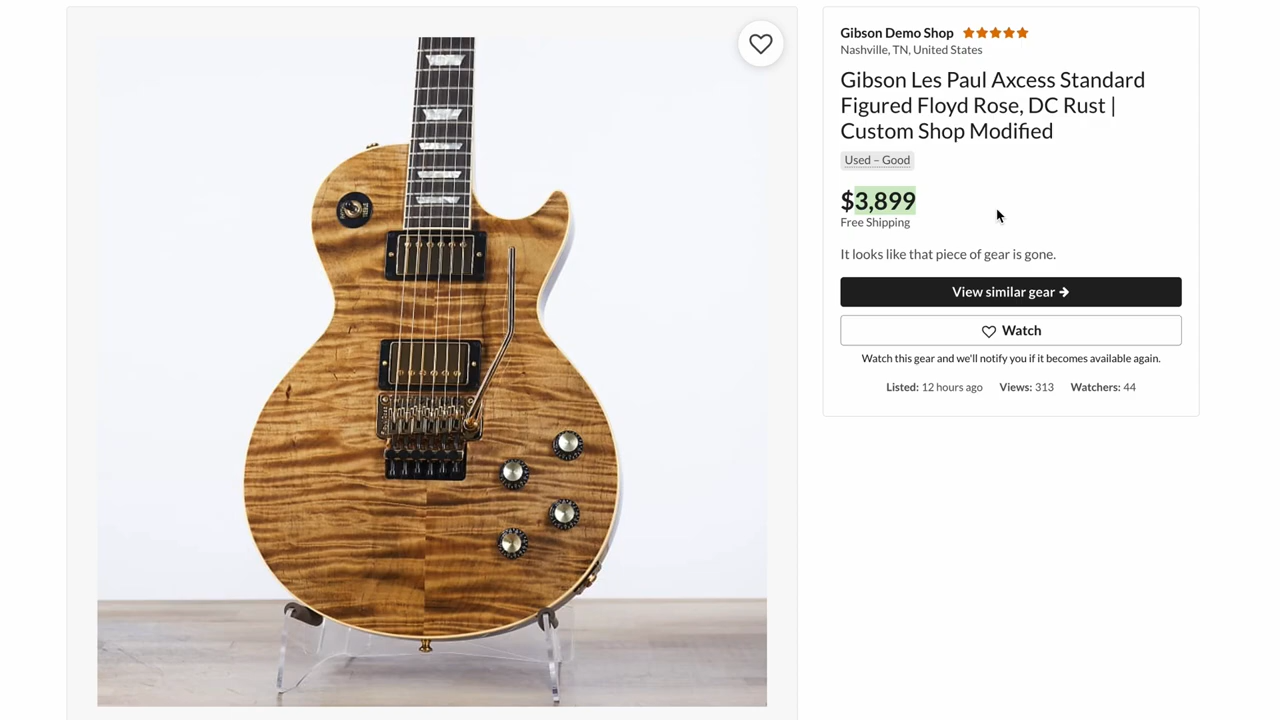 Gibson Demo Shop
Nashville, TN, United States
Gibson Les Paul Axcess Standard
Figured Floyd Rose, DC Rust |
Custom Shop Modified
Used – Good
$3,899
Free Shipping
It looks like that piece of gear is gone.
View similar gear →
Watch
Watch this gear and we'll notify you if it becomes available again.
Listed: 12 hours ago Views: 313 Watchers: 44